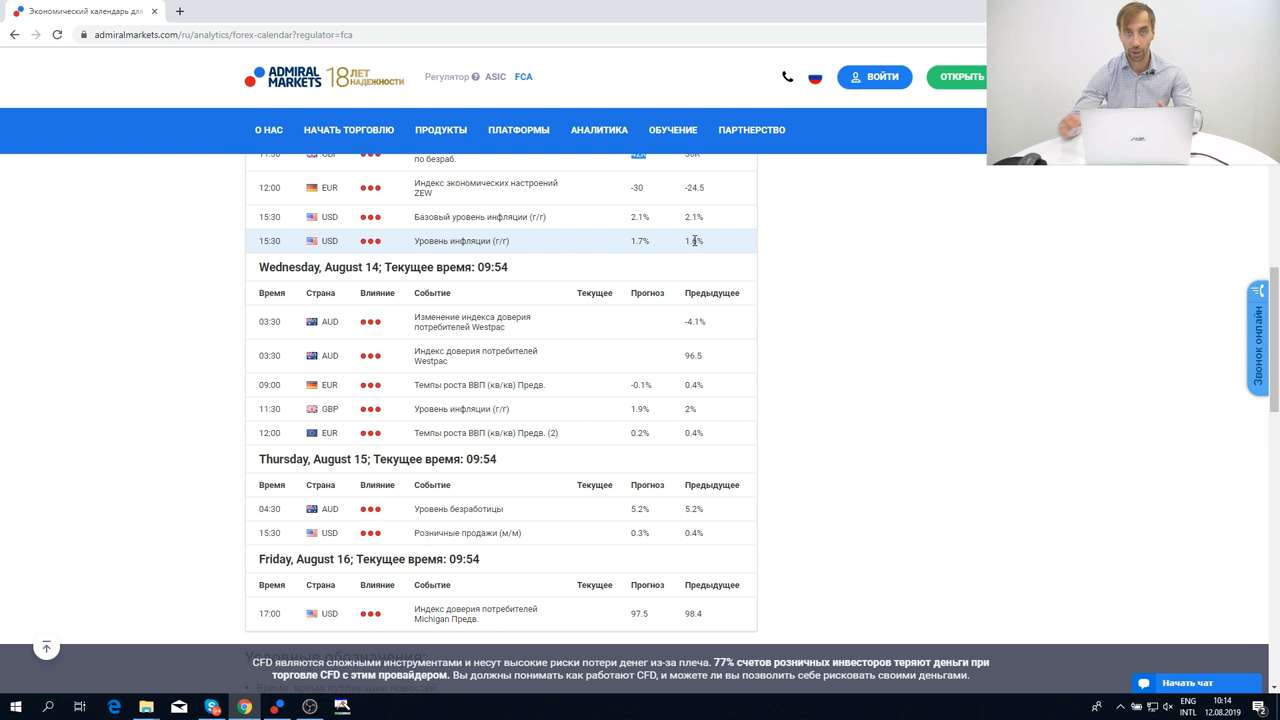 Экономический календарь для
admiralmarkets.com/ru/analytics/forex-calendar?regulator=fca
ADMIRAL MARKETS 18 ЛЕТ НАДЕЖНОСТИ
Регулятор ? ASIC FCA
ВОЙТИ
ОТКРЫТЬ
О НАС НАЧАТЬ ТОРГОВЛЮ ПРОДУКТЫ ПЛАТФОРМЫ АНАЛИТИКА ОБУЧЕНИЕ ПАРТНЕРСТВО
по безраб.
12:00 EUR Индекс экономических настроений ZEW -30 -24.5
15:30 USD Базовый уровень инфляции (г/г) 2.1% 2.1%
15:30 USD Уровень инфляции (г/г) 1.7%
Wednesday, August 14; Текущее время: 09:54
Время Страна Влияние Событие Текущее Прогноз Предыдущее
03:30 AUD Изменение индекса доверия потребителей Westpac -4.1%
03:30 AUD Индекс доверия потребителей Westpac 96.5
09:00 EUR Темпы роста ВВП (кв/кв) Предв. -0.1% 0.4%
11:30 GBP Уровень инфляции (г/г) 1.9% 2%
12:00 EUR Темпы роста ВВП (кв/кв) Предв. (2) 0.2% 0.4%
Thursday, August 15; Текущее время: 09:54
Время Страна Влияние Событие Текущее Прогноз Предыдущее
04:30 AUD Уровень безработицы 5.2% 5.2%
15:30 USD Розничные продажи (м/м) 0.3% 0.4%
Friday, August 16; Текущее время: 09:54
Время Страна Влияние Событие Текущее Прогноз Предыдущее
17:00 USD Индекс доверия потребителей Michigan Предв. 97.5 98.4
Звонок онлайн
Условные обозначения:
CFD являются сложными инструментами и несут высокие риски потери денег из-за плеча. 77% счетов розничных инвесторов теряют деньги при
торговле CFD с этим провайдером. Вы должны понимать как работают CFD, и можете ли вы позволить себе рисковать своими деньгами.
Время: время публикации новостей.
Начать чат
ENG
INTL
10:14
12.08.2019
2